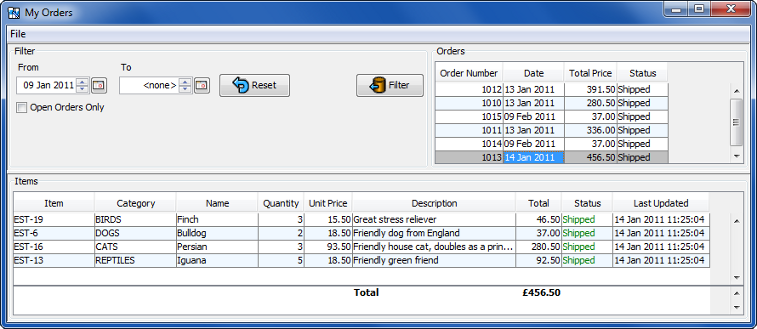 My Orders
File
Filter
From To
09 Jan 2011 <none> Reset Filter
Open Orders Only
Orders
Order Number Date Total Price Status
1012 13 Jan 2011 391.50 Shipped
1010 13 Jan 2011 280.50 Shipped
1015 09 Feb 2011 37.00 Shipped
1011 13 Jan 2011 336.00 Shipped
1014 09 Feb 2011 37.00 Shipped
1013 14 Jan 2011 456.50 Shipped
Items
Item Category Name Quantity Unit Price Description Total Status Last Updated
EST-19 BIRDS Finch 3 15.50 Great stress reliever 46.50 Shipped 14 Jan 2011 11:25:04
EST-6 DOGS Bulldog 2 18.50 Friendly dog from England 37.00 Shipped 14 Jan 2011 11:25:04
EST-16 CATS Persian 3 93.50 Friendly house cat, doubles as a prin... 280.50 Shipped 14 Jan 2011 11:25:04
EST-13 REPTILES Iguana 5 18.50 Friendly green friend 92.50 Shipped 14 Jan 2011 11:25:04
Total £456.50